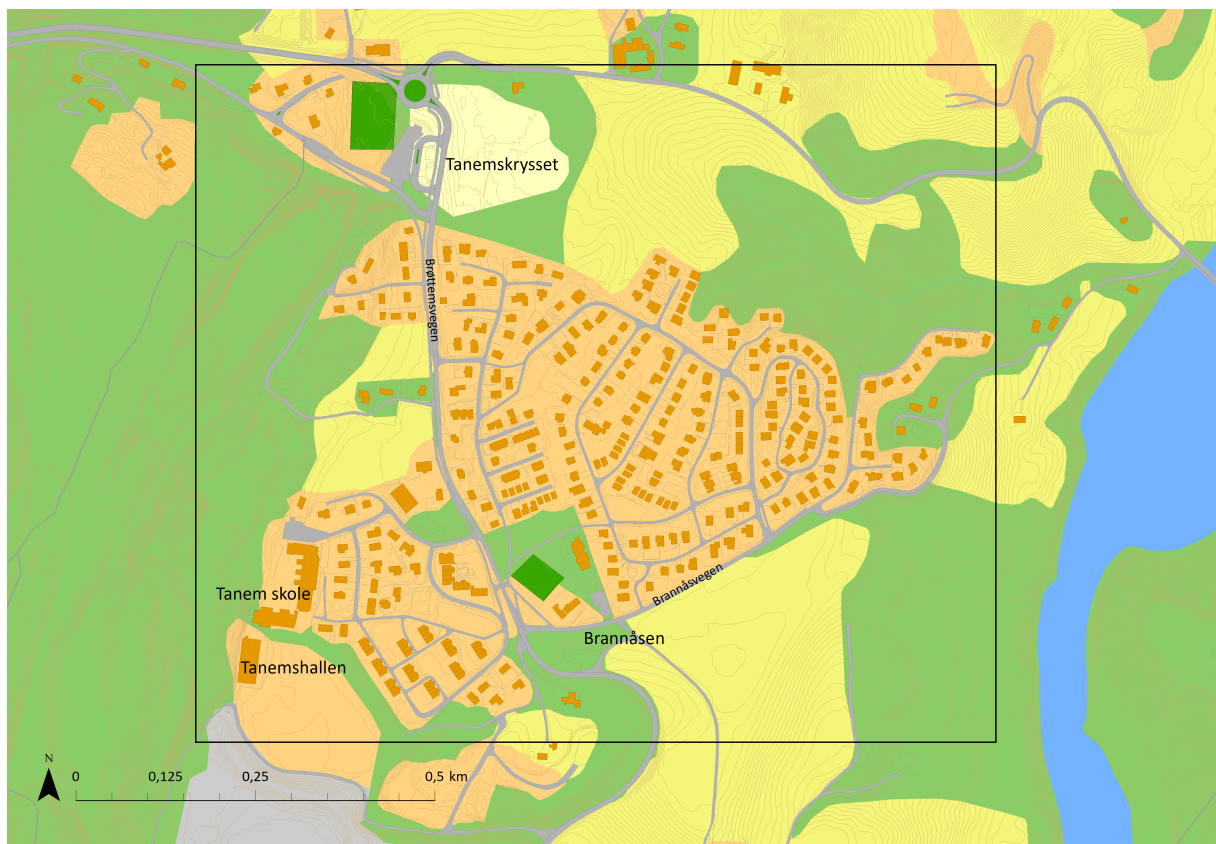 Tanemskrysset
Brøttemsvegen
Tanem skole
Brannåsvegen
Brannåsen
Tanemshallen
N
0 0,125 0,25 0,5 km